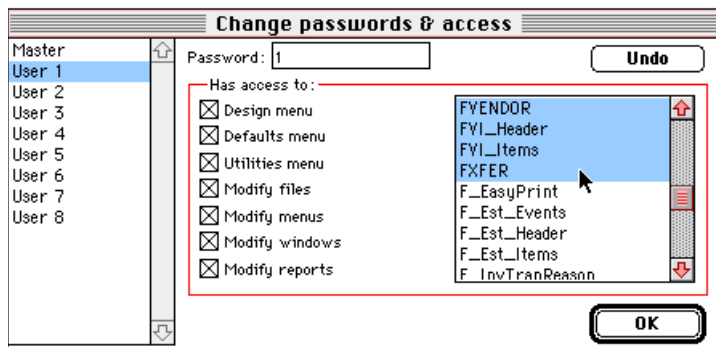 Change passwords & access
Master
User 1
User 2
User 3
User 4
User 5
User 6
User 7
User 8
Password: 1
Undo
Has access to:
Design menu
Defaults menu
Utilities menu
Modify files
Modify menus
Modify windows
Modify reports
FVENDOR
FVI_Header
FVI_Items
FXFER
F_EasyPrint
F_Est_Events
F_Est_Header
F_Est_Items
F_InvTranReason
OK